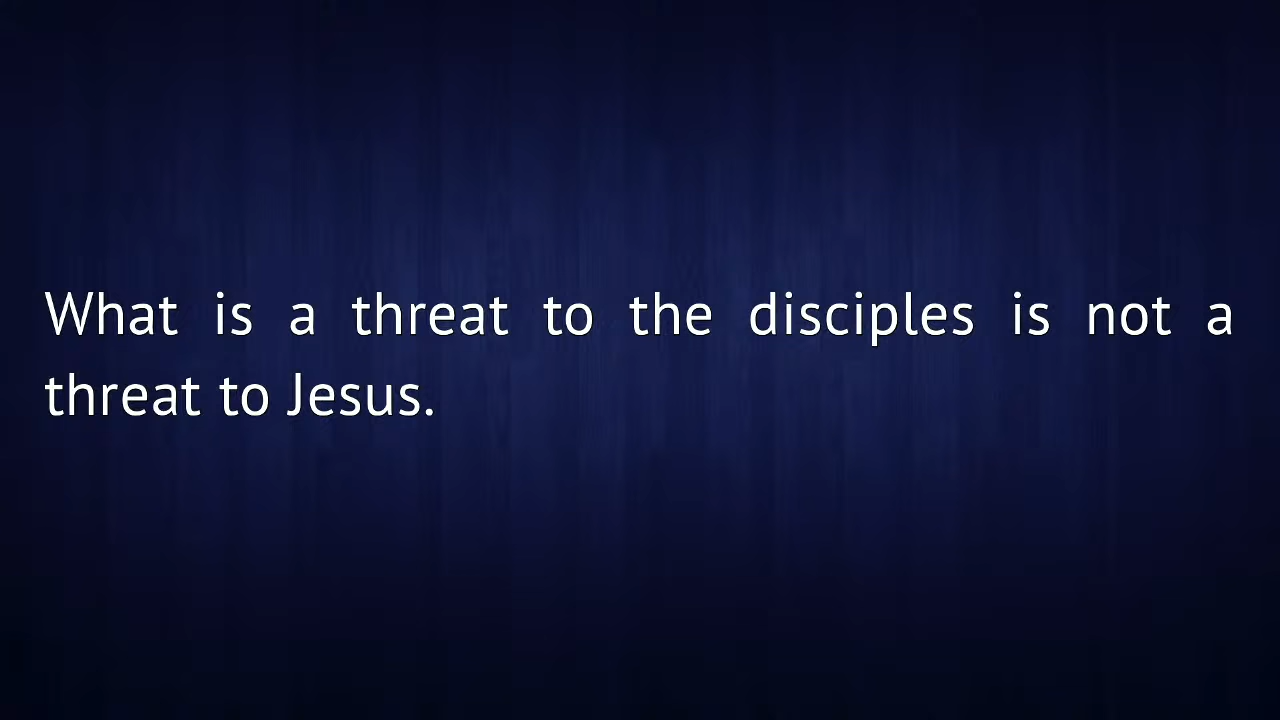 What is a threat to the disciples is not a
threat to Jesus.